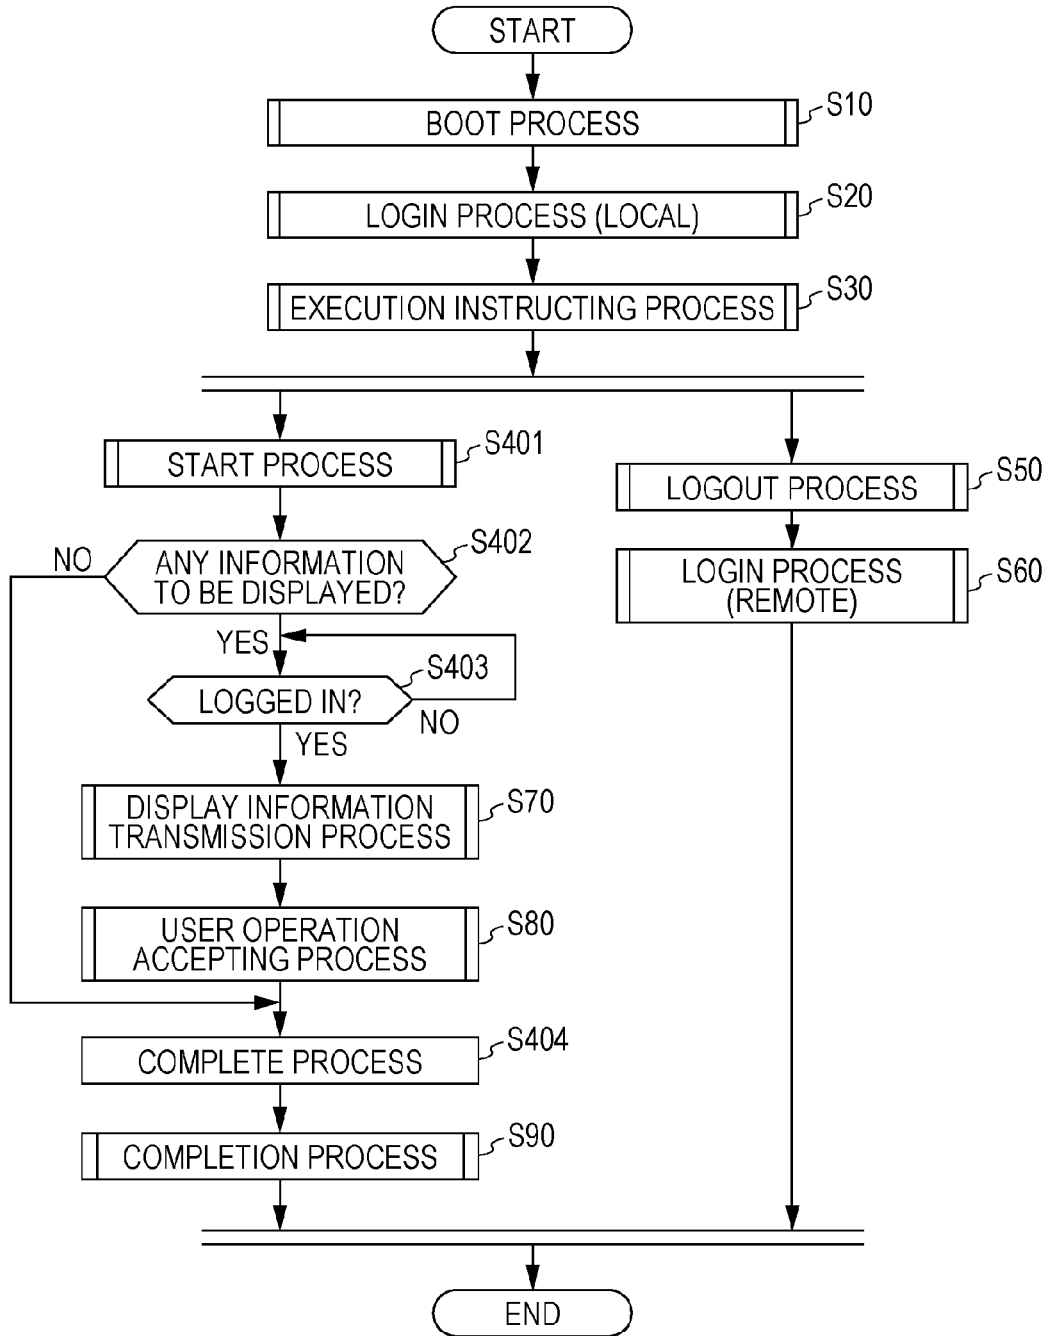 START
BOOT PROCESS
S10
LOGIN PROCESS (LOCAL)
S20
EXECUTION INSTRUCTING PROCESS
S30
START PROCESS
S401
LOGOUT PROCESS
S50
ANY INFORMATION
TO BE DISPLAYED?
S402
NO
YES
LOGIN PROCESS
(REMOTE)
S60
LOGGED IN?
S403
NO
YES
DISPLAY INFORMATION
TRANSMISSION PROCESS
S70
USER OPERATION
ACCEPTING PROCESS
S80
COMPLETE PROCESS
S404
COMPLETION PROCESS
S90
END